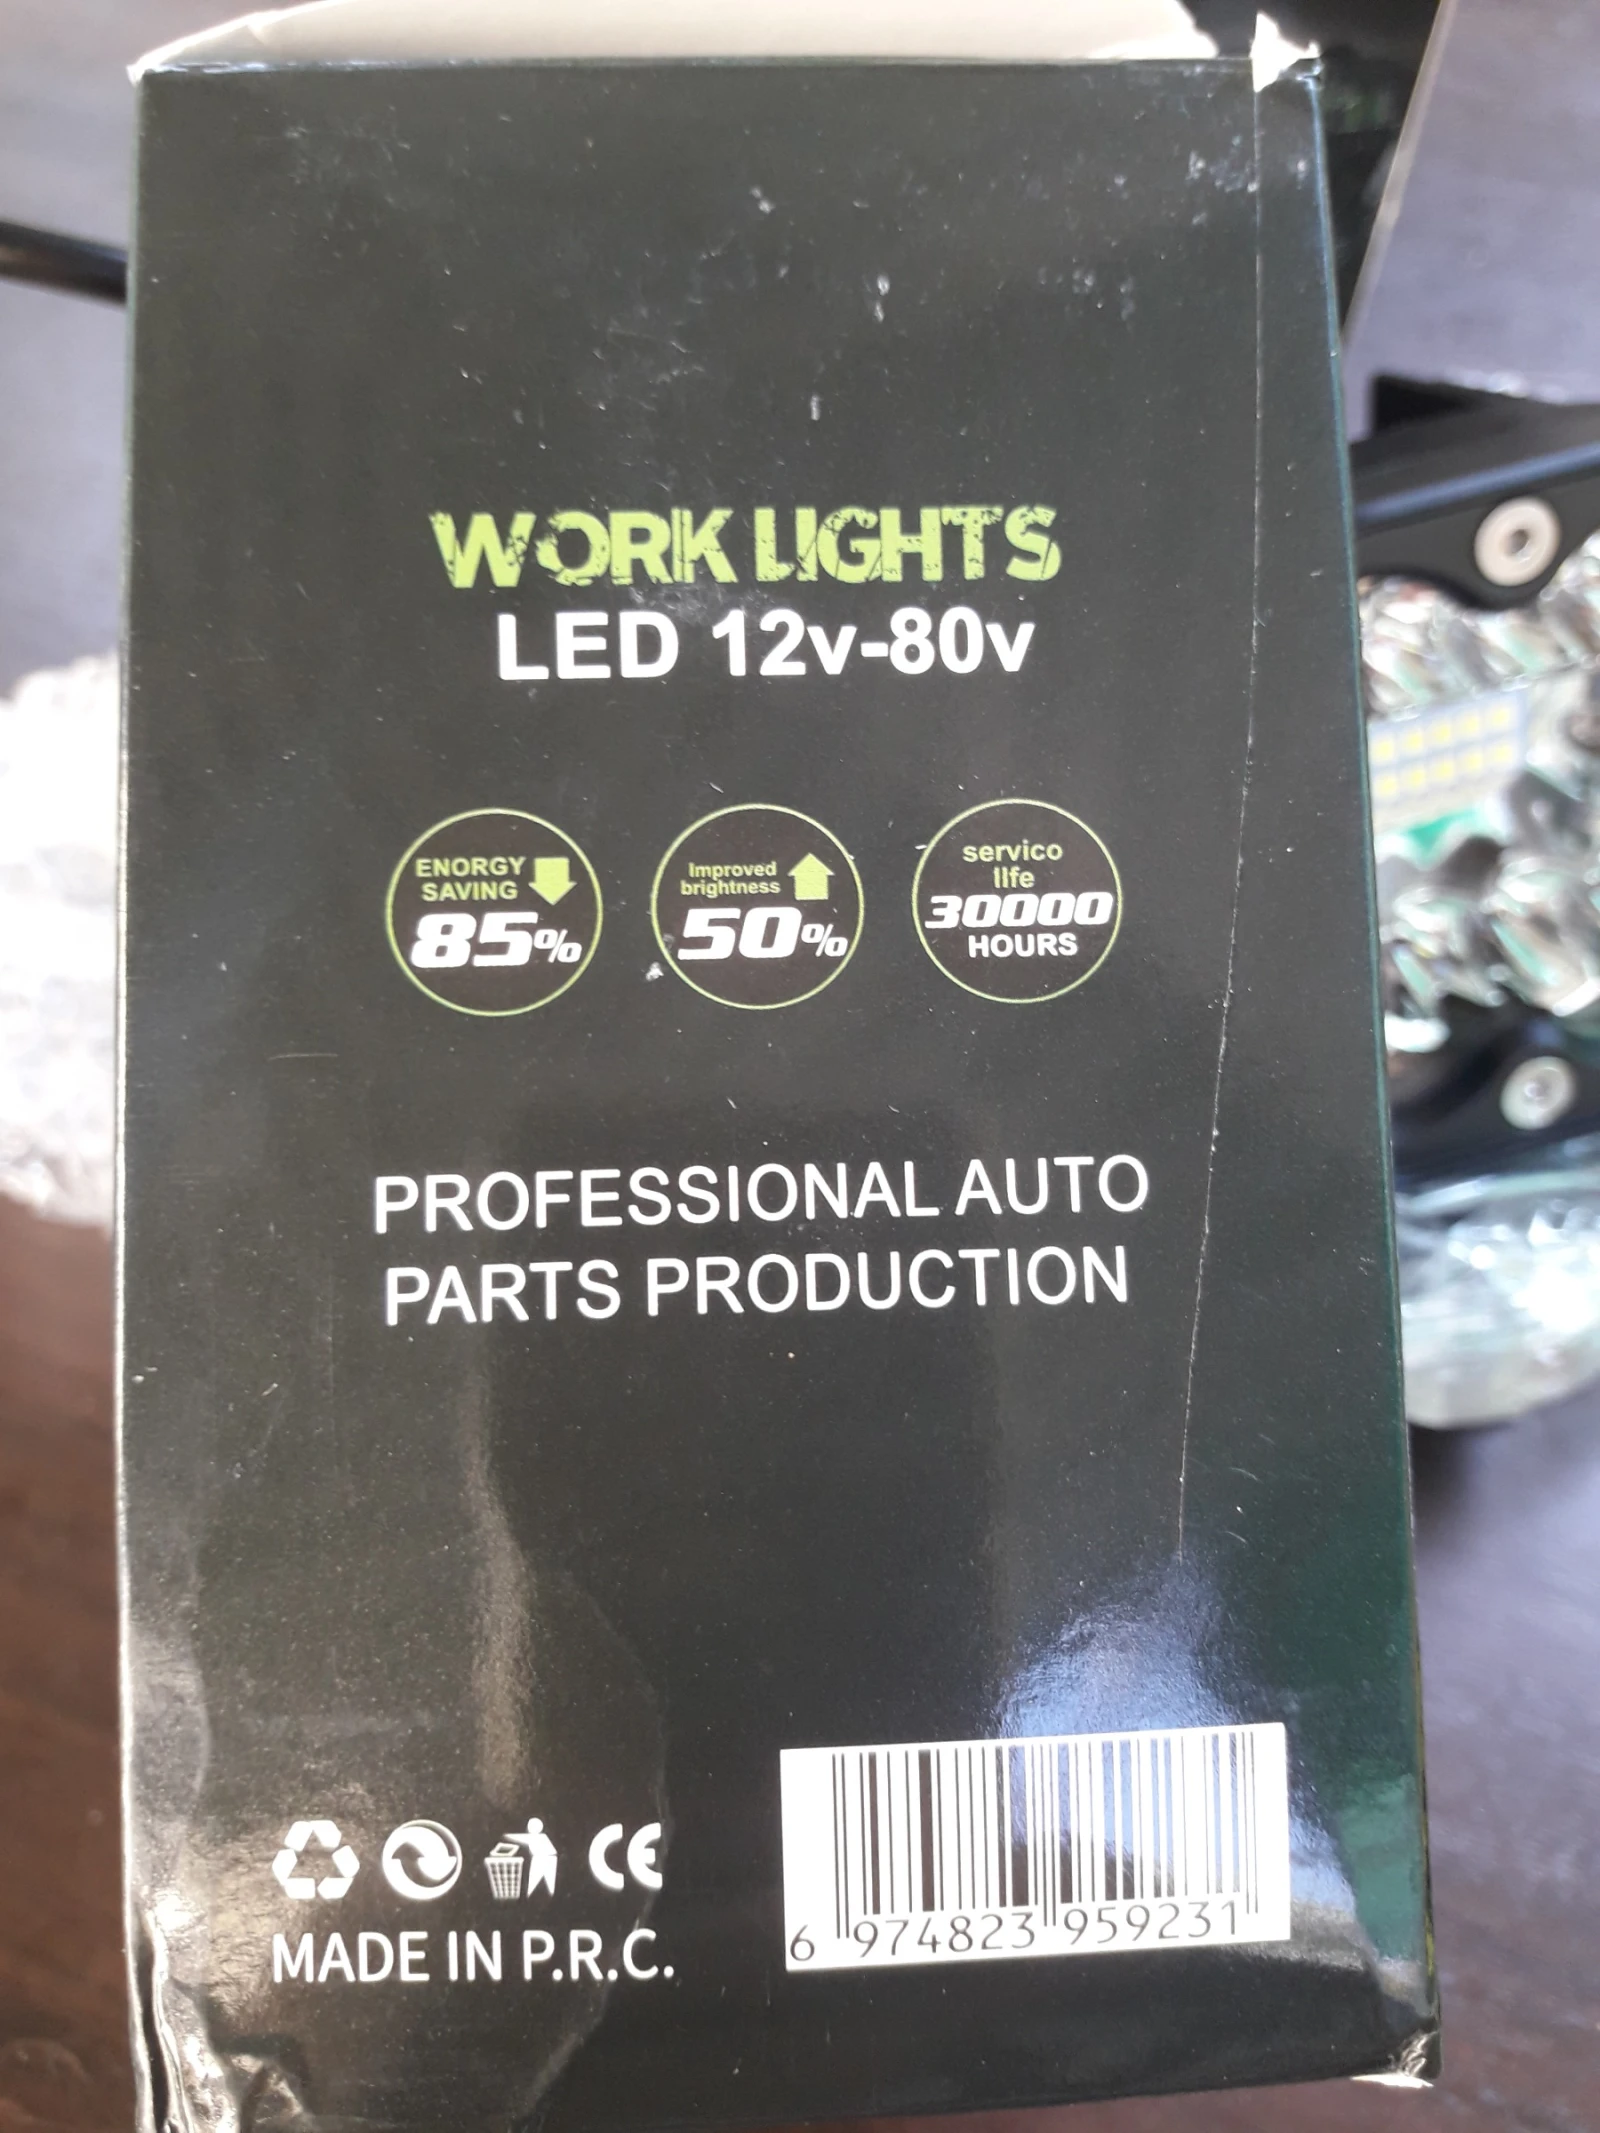 WORK LIGHTS
LED 12v-80v
ENORGY
SAVING
85%
Improved
brightness
50%
servico
life
30000
HOURS
PROFESSIONAL AUTO
PARTS PRODUCTION
CE
MADE IN P.R.C.
6 974823 959231